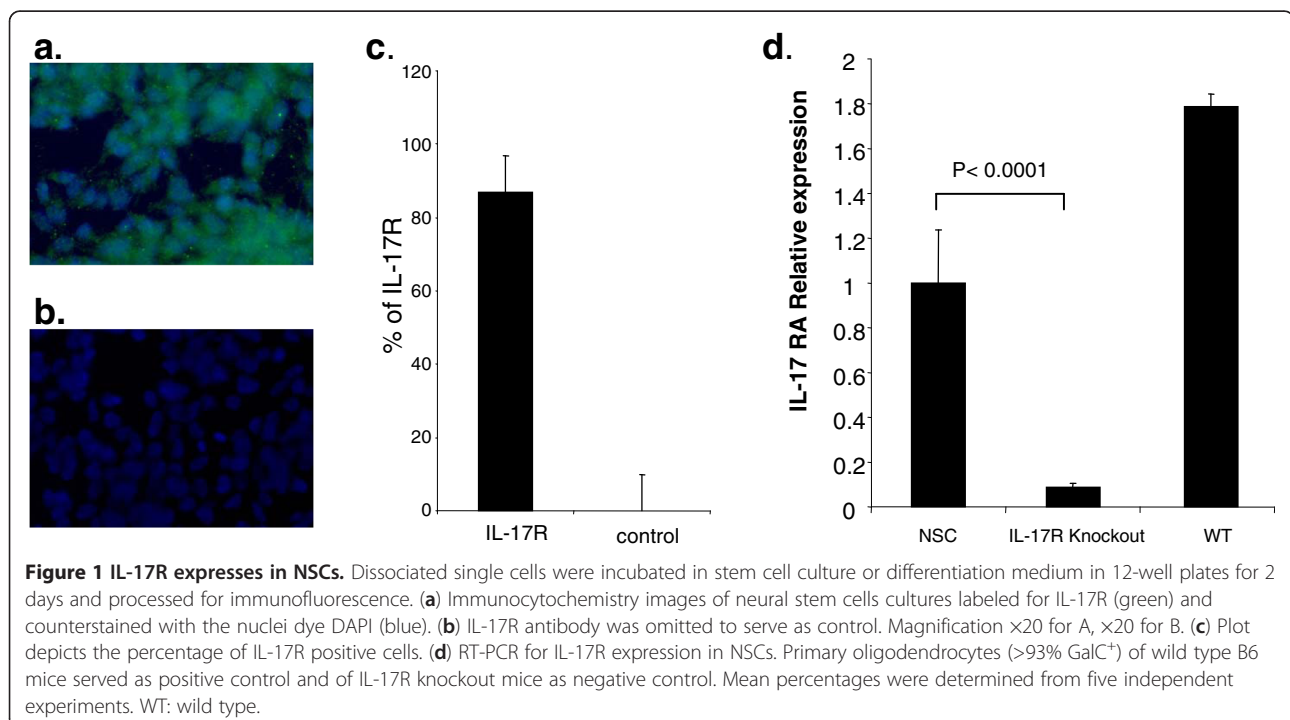 a.
b.
c.
% of IL-17R
120
100
80
60
40
20
0
IL-17R
control
d.
IL-17 RA Relative expression
2
1.8
1.6
1.4
1.2
1
0.8
0.6
0.4
0.2
0
P< 0.0001
NSC
IL-17R Knockout
WT
Figure 1 IL-17R expresses in NSCs. Dissociated single cells were incubated in stem cell culture or differentiation medium in 12-well plates for 2
days and processed for immunofluorescence. (a) Immunocytochemistry images of neural stem cells cultures labeled for IL-17R (green) and
counterstained with the nuclei dye DAPI (blue). (b) IL-17R antibody was omitted to serve as control. Magnification ×20 for A, ×20 for B. (c) Plot
depicts the percentage of IL-17R positive cells. (d) RT-PCR for IL-17R expression in NSCs. Primary oligodendrocytes (>93% GalC⁺) of wild type B6
mice served as positive control and of IL-17R knockout mice as negative control. Mean percentages were determined from five independent
experiments. WT: wild type.